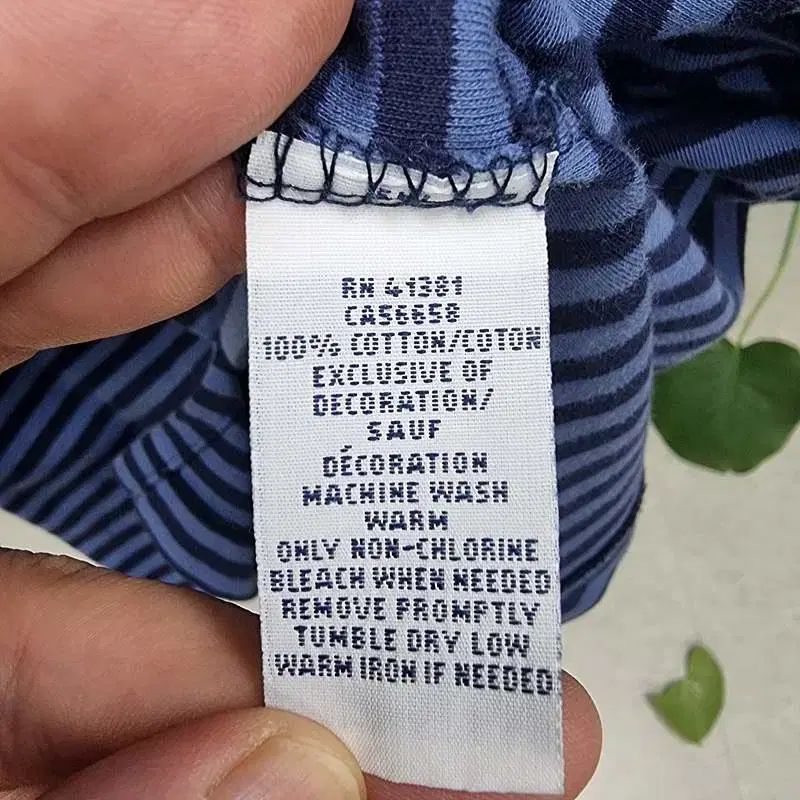 RN 41381
CA56658
100% COTTON/COTON
EXCLUSIVE OF
DECORATION/
SAUF
DÉCORATION
MACHINE WASH
WARM
ONLY NON-CHLORINE
BLEACH WHEN NEEDED
REMOVE PROMPTLY
TUMBLE DRY LOW
WARM IRON IF NEEDED